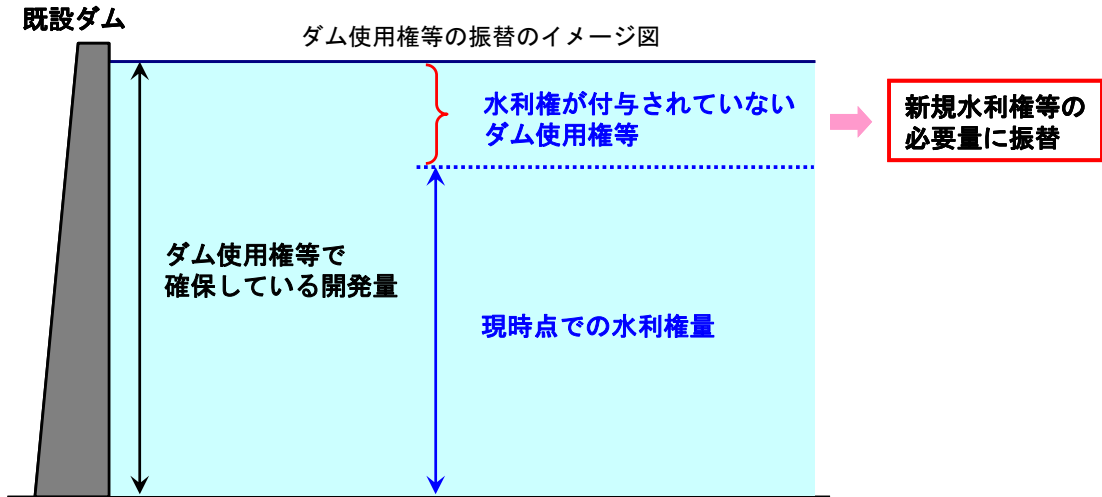 既設ダム
ダム使用権等の振替のイメージ図
水利権が付与されていない
ダム使用権等
新規水利権等の
必要量に振替
ダム使用権等で
確保している開発量
現時点での水利権量